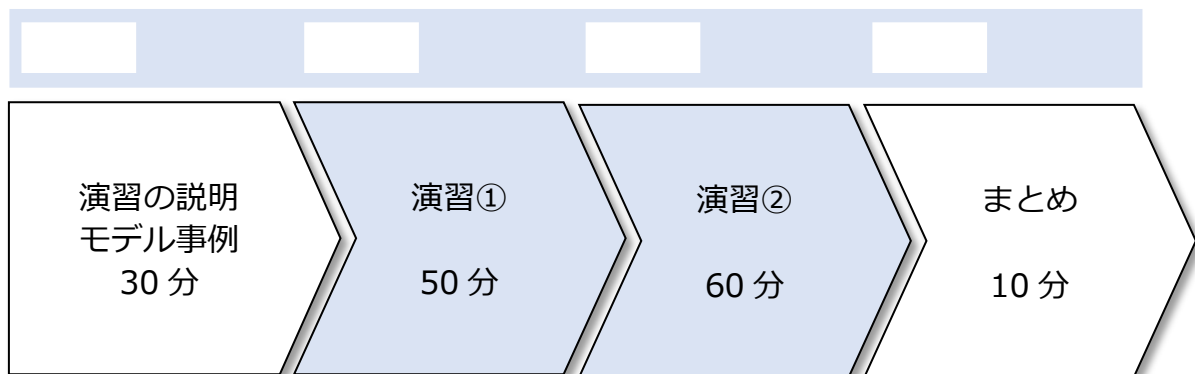 演習の説明
モデル事例
30 分
演習①
50 分
演習②
60 分
まとめ
10 分